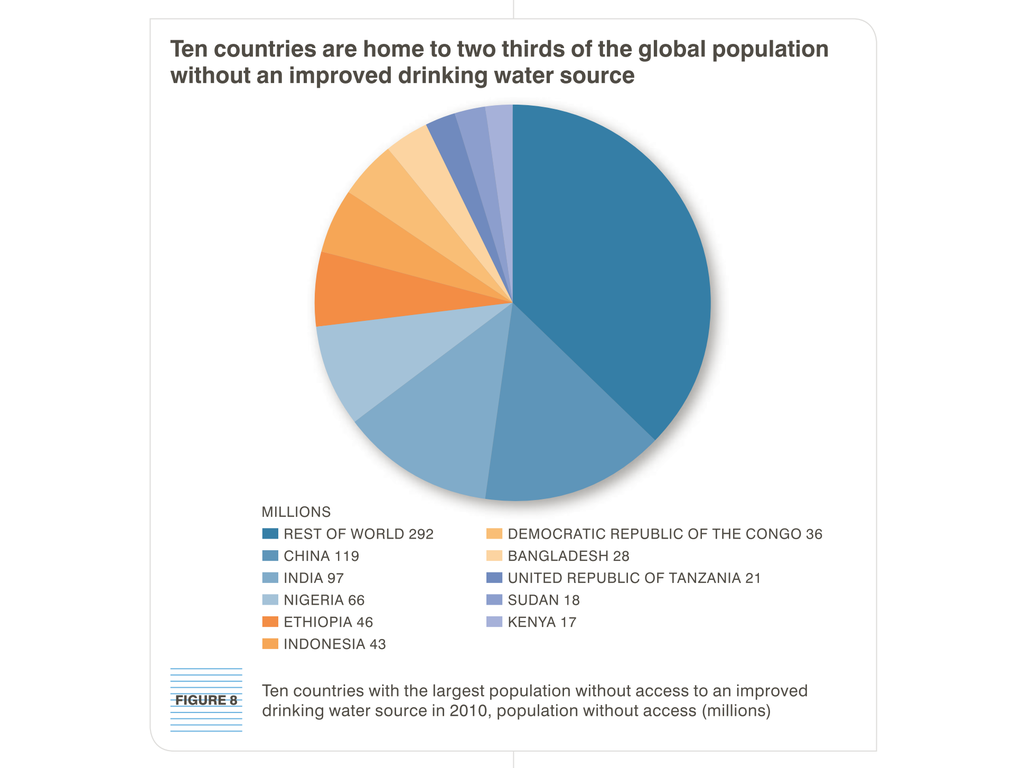 Ten countries are home to two thirds of the global population
without an improved drinking water source
MILLIONS
REST OF WORLD 292
CHINA 119
INDIA 97
NIGERIA 66
ETHIOPIA 46
INDONESIA 43
DEMOCRATIC REPUBLIC OF THE CONGO 36
BANGLADESH 28
UNITED REPUBLIC OF TANZANIA 21
SUDAN 18
KENYA 17
FIGURE 8
Ten countries with the largest population without access to an improved
drinking water source in 2010, population without access (millions)